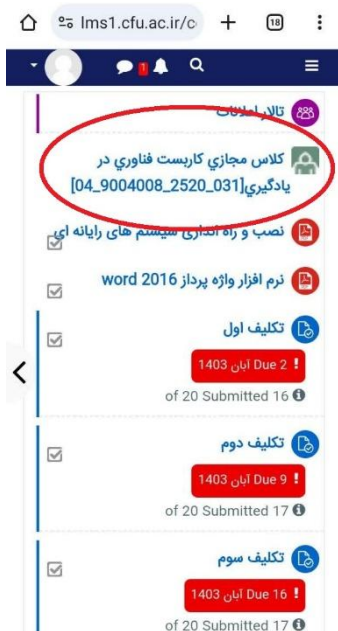 lms1.cfu.ac.ir/c
18
1
تالار اعلانات
کلاس مجازي کاربست فناوري در
یادگیري[04_9004008_2520_031]
نصب و راه اندازی سیستم های رایانه ای
نرم افزار واژه پرداز word 2016
تکلیف اول
! Due 2 آبان 1403
16 of 20 Submitted
تکلیف دوم
! Due 9 آبان 1403
17 of 20 Submitted
تکلیف سوم
! Due 16 آبان 1403
17 of 20 Submitted